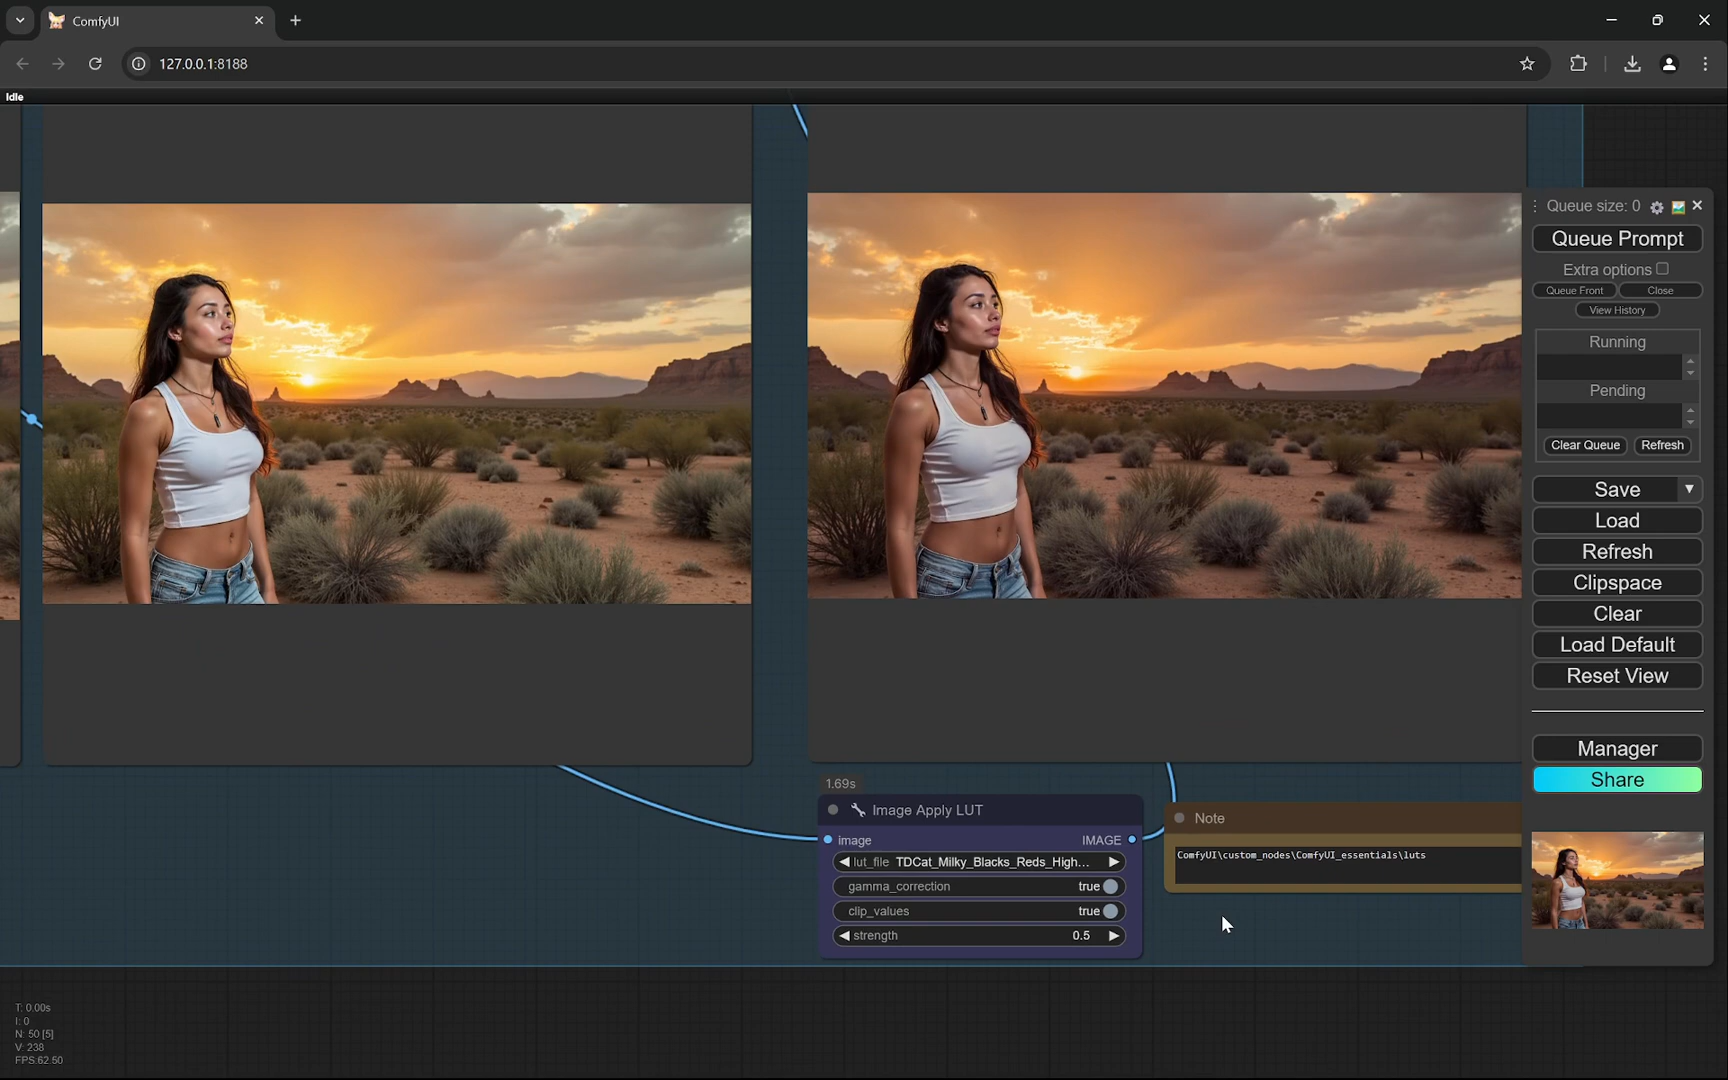 ComfyUI
127.0.0.1:8188
Idle
Queue size: 0
Queue Prompt
Extra options
Queue Front
Close
View History
Running
Pending
Clear Queue
Refresh
Save
Load
Refresh
Clipspace
Clear
Load Default
Reset View
Manager
Share
1.69s
Image Apply LUT
image
IMAGE
lut_file TDCat_Milky_Blacks_Reds_High...
gamma_correction true
clip_values true
strength 0.5
Note
ComfyUI\custom_nodes\ComfyUI_essentials\luts
T: 0.00s
I: 0
N: 50 [5]
V: 238
FPS:62.50